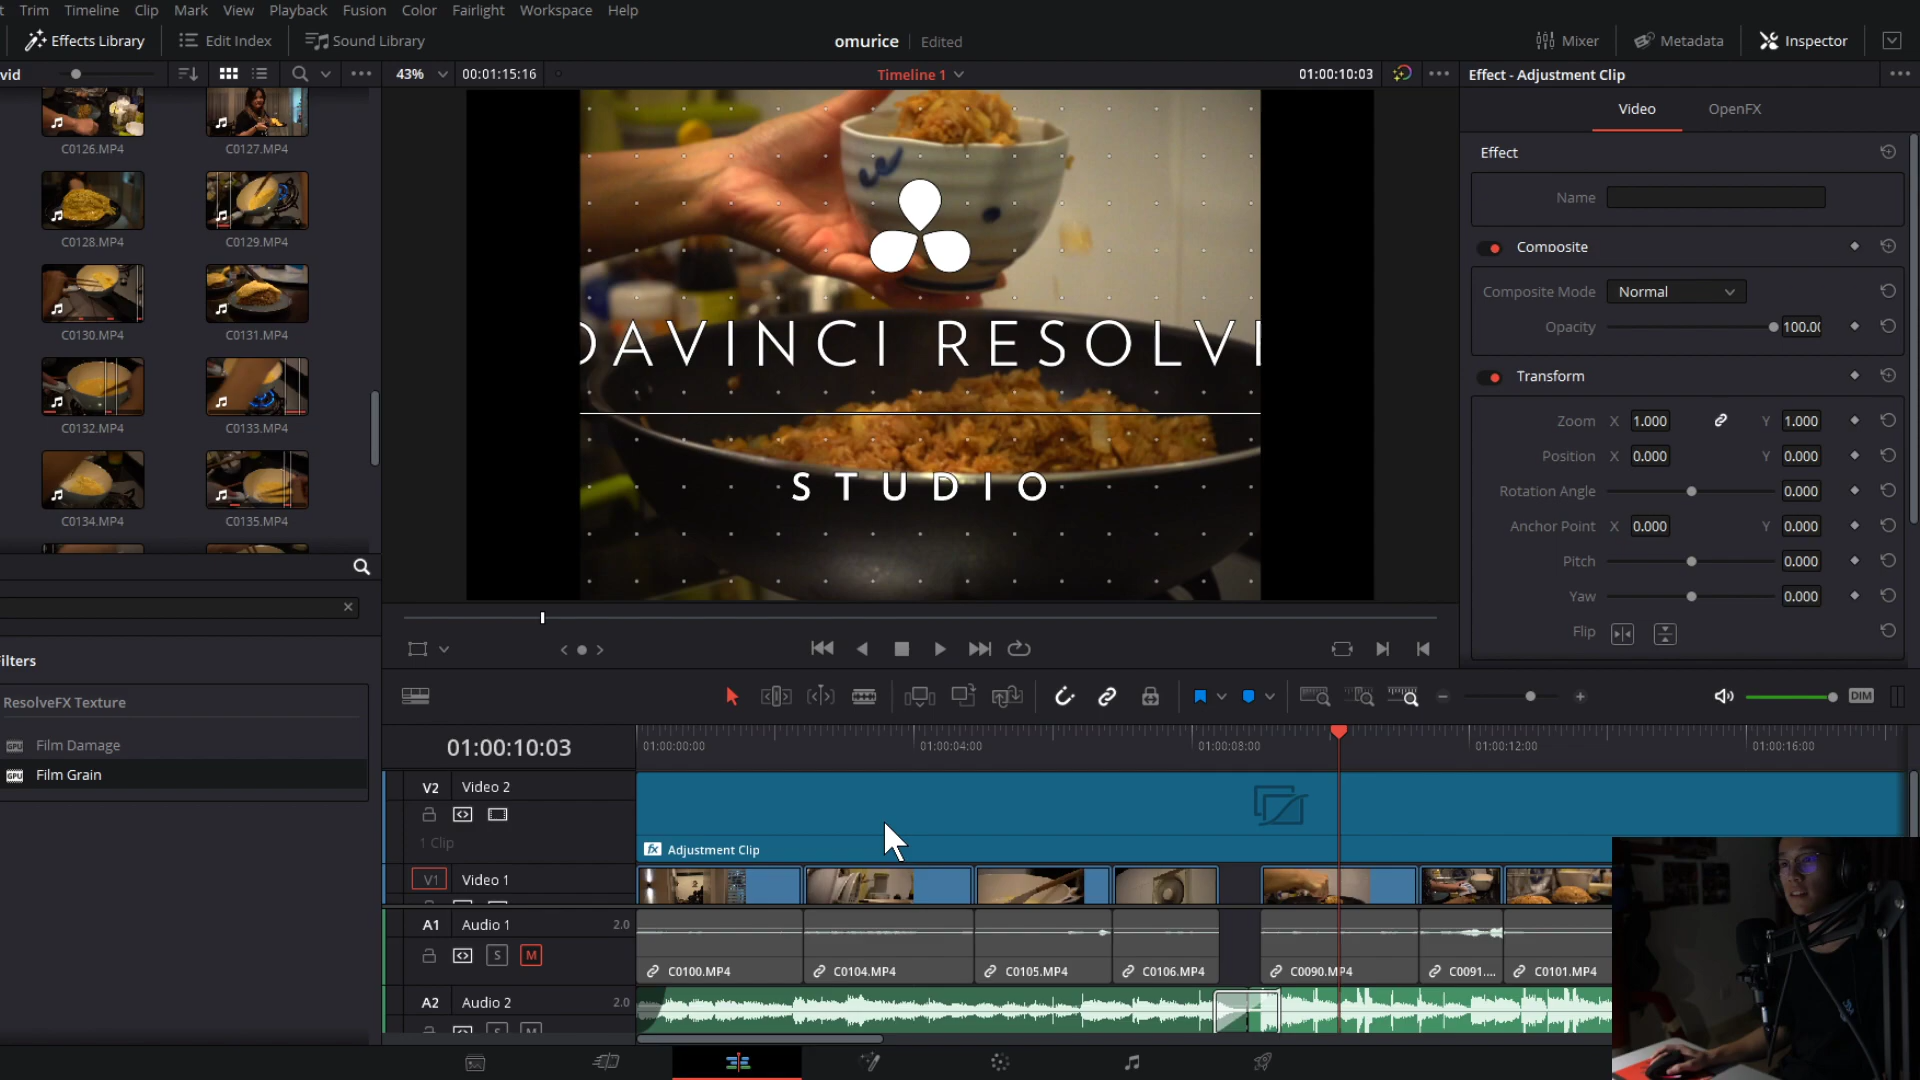 Trim Timeline Clip Mark View Playback Fusion Color Fairlight Workspace Help
Effects Library Edit Index Sound Library
omurice Edited
Mixer Metadata Inspector
vid
43% 00:01:15:16
Timeline 1
01:00:10:03
Effect - Adjustment Clip
Video OpenFX
C0126.MP4 C0127.MP4
C0128.MP4 C0129.MP4
C0130.MP4 C0131.MP4
C0132.MP4 C0133.MP4
C0134.MP4 C0135.MP4
DAVINCI RESOLVE
STUDIO
Effect
Name
Composite
Composite Mode Normal
Opacity 100.00
Transform
Zoom X 1.000 Y 1.000
Position X 0.000 Y 0.000
Rotation Angle 0.000
Anchor Point X 0.000 Y 0.000
Pitch 0.000
Yaw 0.000
Flip
ilters
ResolveFX Texture
GPU Film Damage
GPU Film Grain
DIM
01:00:10:03
01:00:00:00 01:00:04:00 01:00:08:00 01:00:12:00 01:00:16:00
V2 Video 2
1 Clip
fx Adjustment Clip
V1 Video 1
A1 Audio 1 2.0
S M
C0100.MP4 C0104.MP4 C0105.MP4 C0106.MP4 C0090.MP4 C0091.... C0101.MP4
A2 Audio 2 2.0
S M